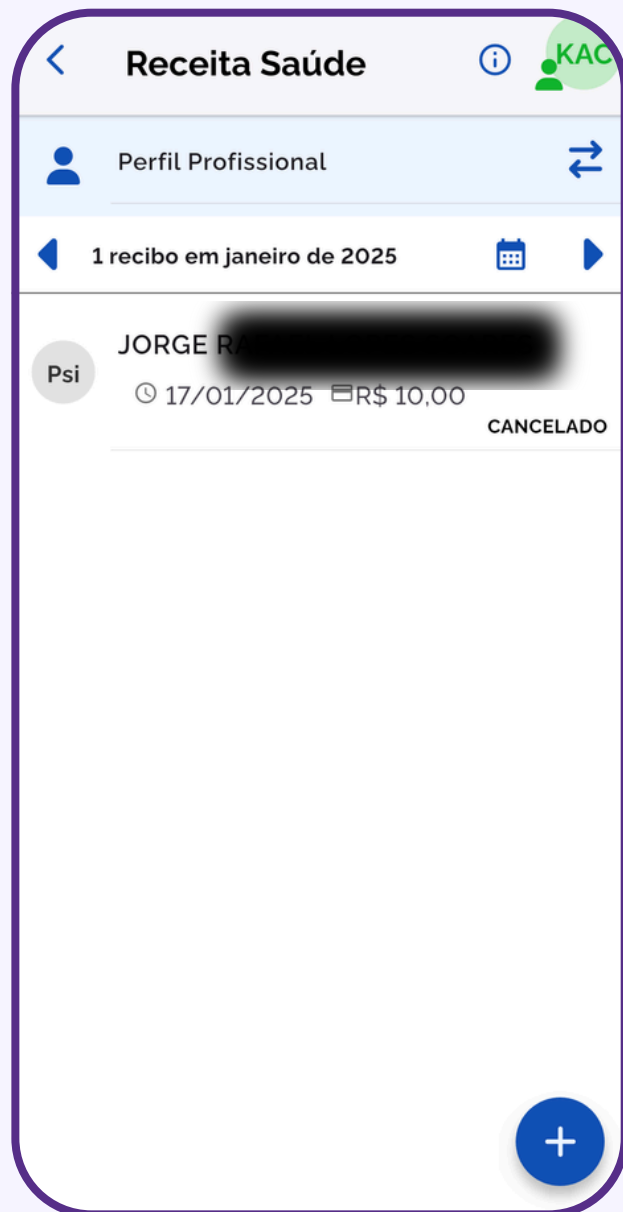 Receita Saúde
KAC
Perfil Profissional
1 recibo em janeiro de 2025
JORGE
Psi
17/01/2025 R$ 10,00
CANCELADO